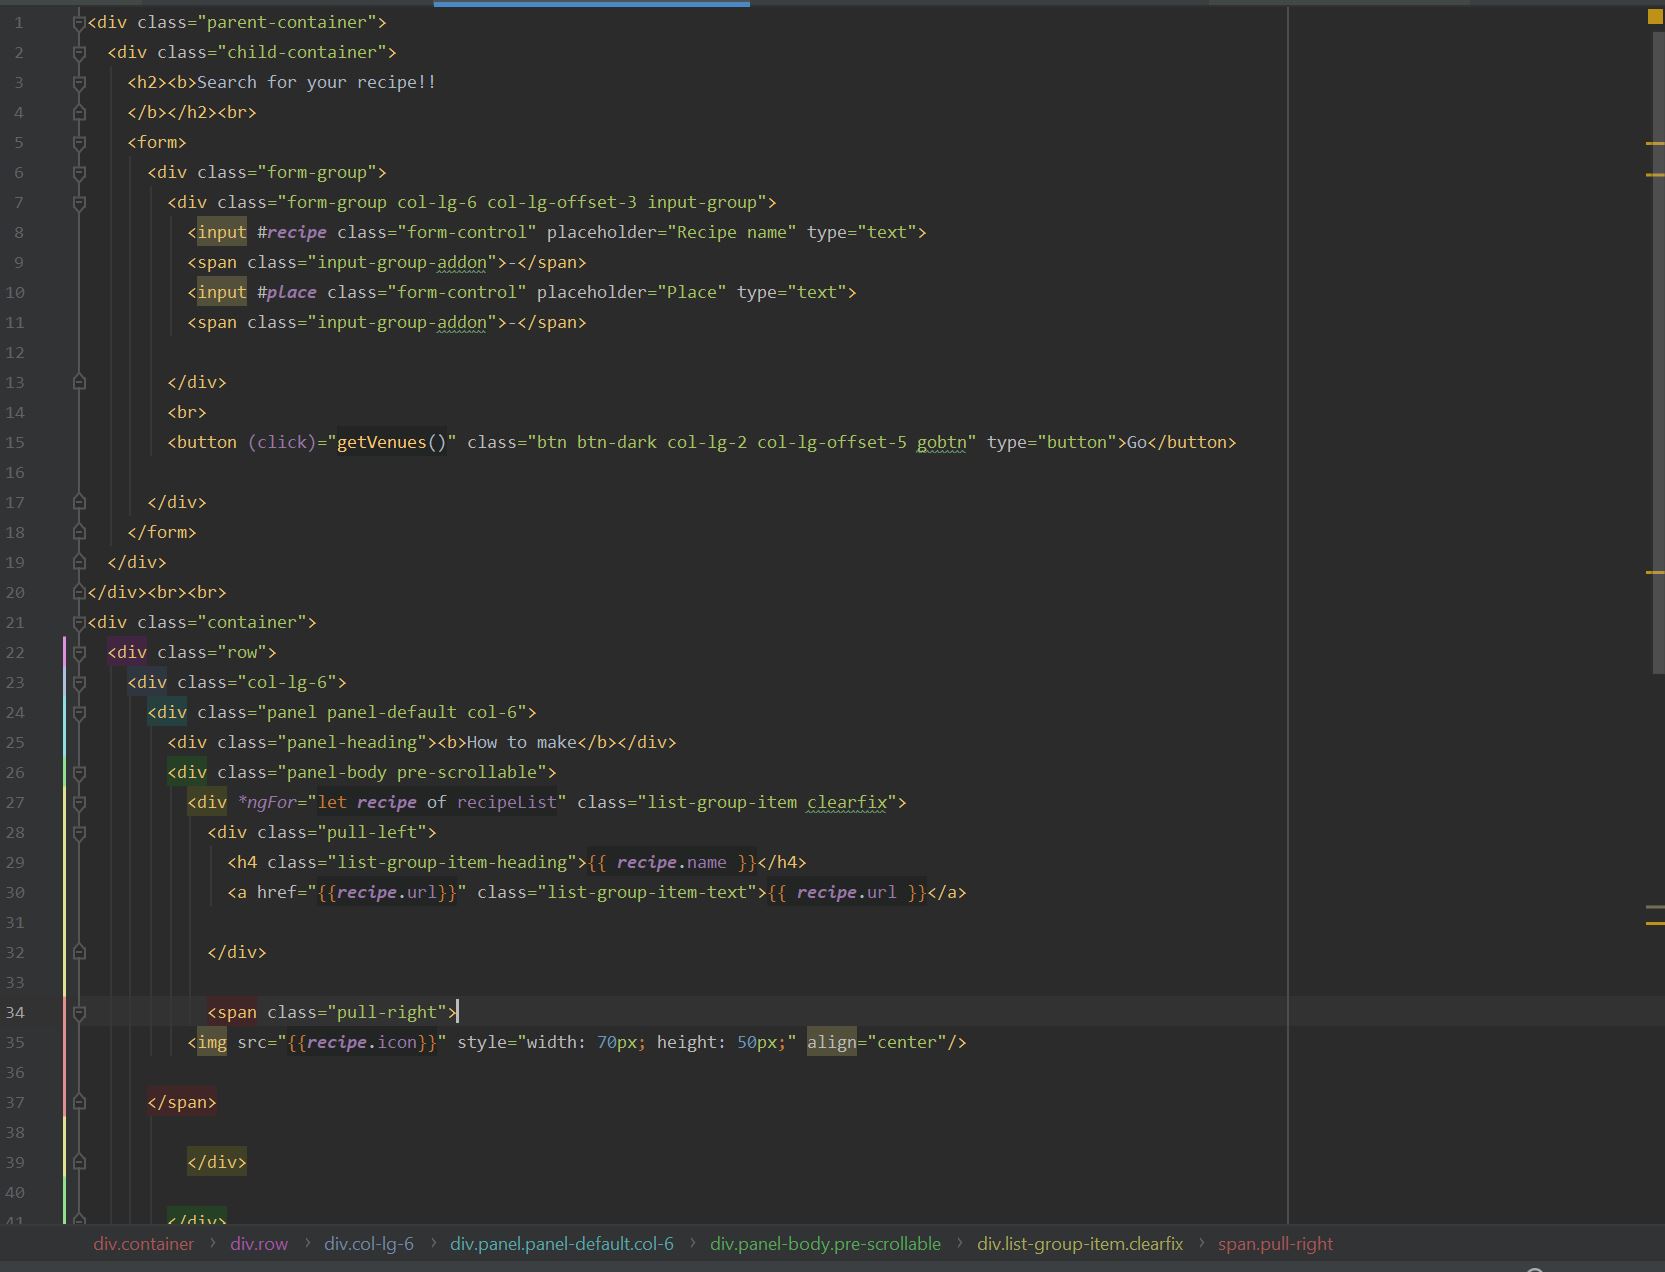 1 <div class="parent-container">
2 <div class="child-container">
3 <h2><b>Search for your recipe!!
4 </b></h2><br>
5 <form>
6 <div class="form-group">
7 <div class="form-group col-lg-6 col-lg-offset-3 input-group">
8 <input #recipe class="form-control" placeholder="Recipe name" type="text">
9 <span class="input-group-addon">-</span>
10 <input #place class="form-control" placeholder="Place" type="text">
11 <span class="input-group-addon">-</span>
12
13 </div>
14 <br>
15 <button (click)="getVenues()" class="btn btn-dark col-lg-2 col-lg-offset-5 gobtn" type="button">Go</button>
16
17 </div>
18 </form>
19 </div>
20 </div><br><br>
21 <div class="container">
22 <div class="row">
23 <div class="col-lg-6">
24 <div class="panel panel-default col-6">
25 <div class="panel-heading"><b>How to make</b></div>
26 <div class="panel-body pre-scrollable">
27 <div *ngFor="let recipe of recipeList" class="list-group-item clearfix">
28 <div class="pull-left">
29 <h4 class="list-group-item-heading">{{ recipe.name }}</h4>
30 <a href="{{recipe.url}}" class="list-group-item-text">{{ recipe.url }}</a>
31
32 </div>
33
34 <span class="pull-right">
35 <img src="{{recipe.icon}}" style="width: 70px; height: 50px;" align="center"/>
36
37 </span>
38
39 </div>
40
41 </div>
div.container › div.row › div.col-lg-6 › div.panel.panel-default.col-6 › div.panel-body.pre-scrollable › div.list-group-item.clearfix › span.pull-right